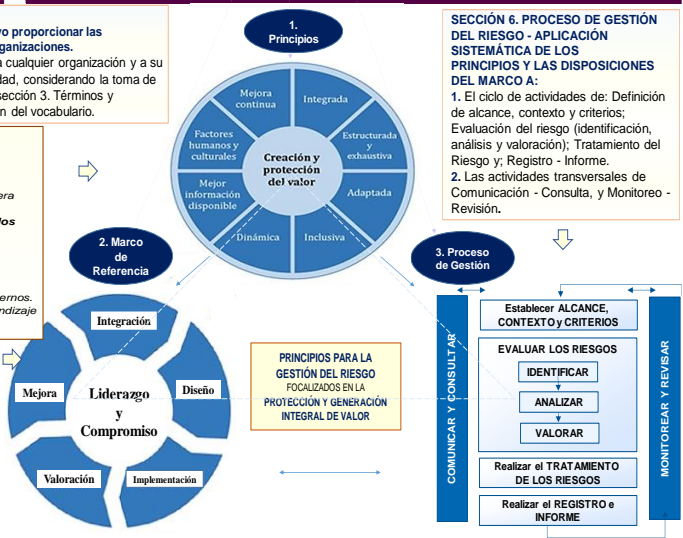 vo proporcionar las
ganizaciones.
a cualquier organización y a su
dad, considerando la toma de
sección 3. Términos y
n del vocabulario.
era
los
ernos.
ndizaje
1.
Principios
Mejora
continua
Integrada
Factores
humanos y
culturales
Estructurada
y
exhaustiva
Creación y
protección
del valor
Mejor
información
disponible
Adaptada
Dinámica
Inclusiva
SECCIÓN 6. PROCESO DE GESTIÓN
DEL RIESGO - APLICACIÓN
SISTEMÁTICA DE LOS
PRINCIPIOS Y LAS DISPOSICIONES
DEL MARCO A:
1. El ciclo de actividades de: Definición
de alcance, contexto y criterios;
Evaluación del riesgo (identificación,
análisis y valoración); Tratamiento del
Riesgo y; Registro - Informe.
2. Las actividades transversales de
Comunicación - Consulta, y Monitoreo -
Revisión.
2. Marco
de
Referencia
Integración
Mejora
Diseño
Liderazgo
y
Compromiso
Valoración
Implementación
PRINCIPIOS PARA LA
GESTIÓN DEL RIESGO
FOCALIZADOS EN LA
PROTECCIÓN Y GENERACIÓN
INTEGRAL DE VALOR
3. Proceso
de Gestión
COMUNICAR Y CONSULTAR
Establecer ALCANCE,
CONTEXTO y CRITERIOS
EVALUAR LOS RIESGOS
IDENTIFICAR
ANALIZAR
VALORAR
Realizar el TRATAMIENTO
DE LOS RIESGOS
Realizar el REGISTRO e
INFORME
MONITOREAR Y REVISAR